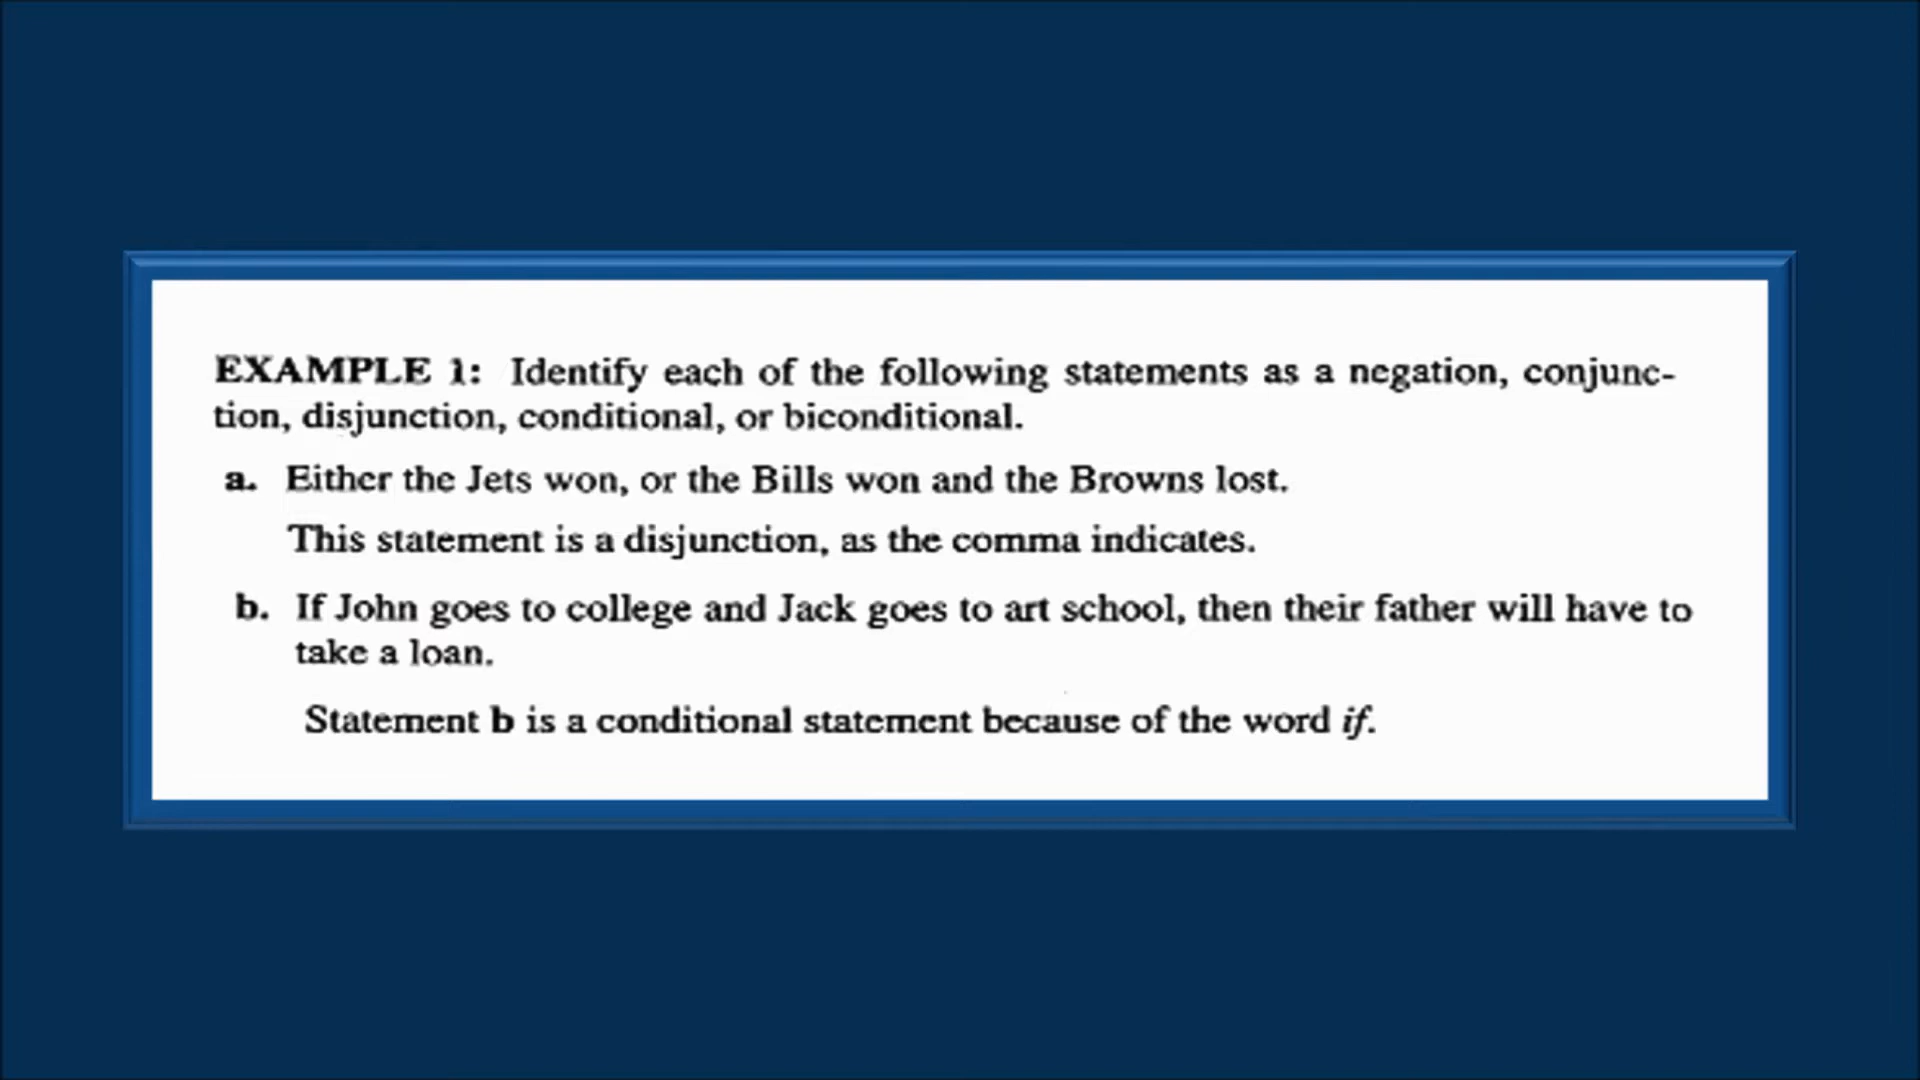 EXAMPLE 1: Identify each of the following statements as a negation, conjunc-
tion, disjunction, conditional, or biconditional.
a. Either the Jets won, or the Bills won and the Browns lost.
This statement is a disjunction, as the comma indicates.
b. If John goes to college and Jack goes to art school, then their father will have to
take a loan.
Statement b is a conditional statement because of the word if.